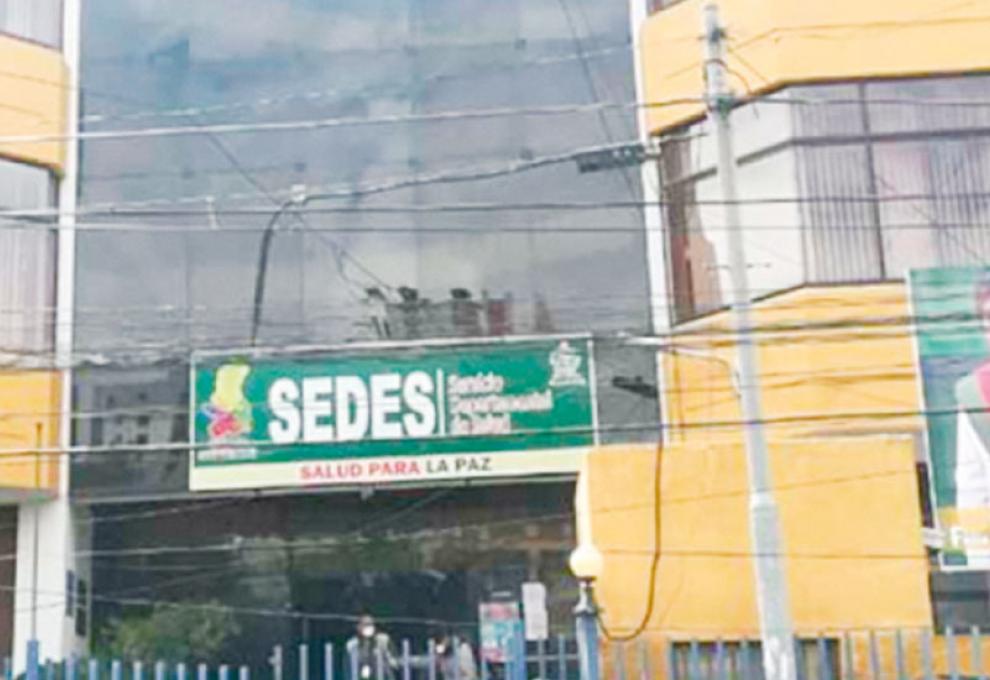 SEDES
Servicio
Departamental
de Salud
SALUD PARA LA PAZ